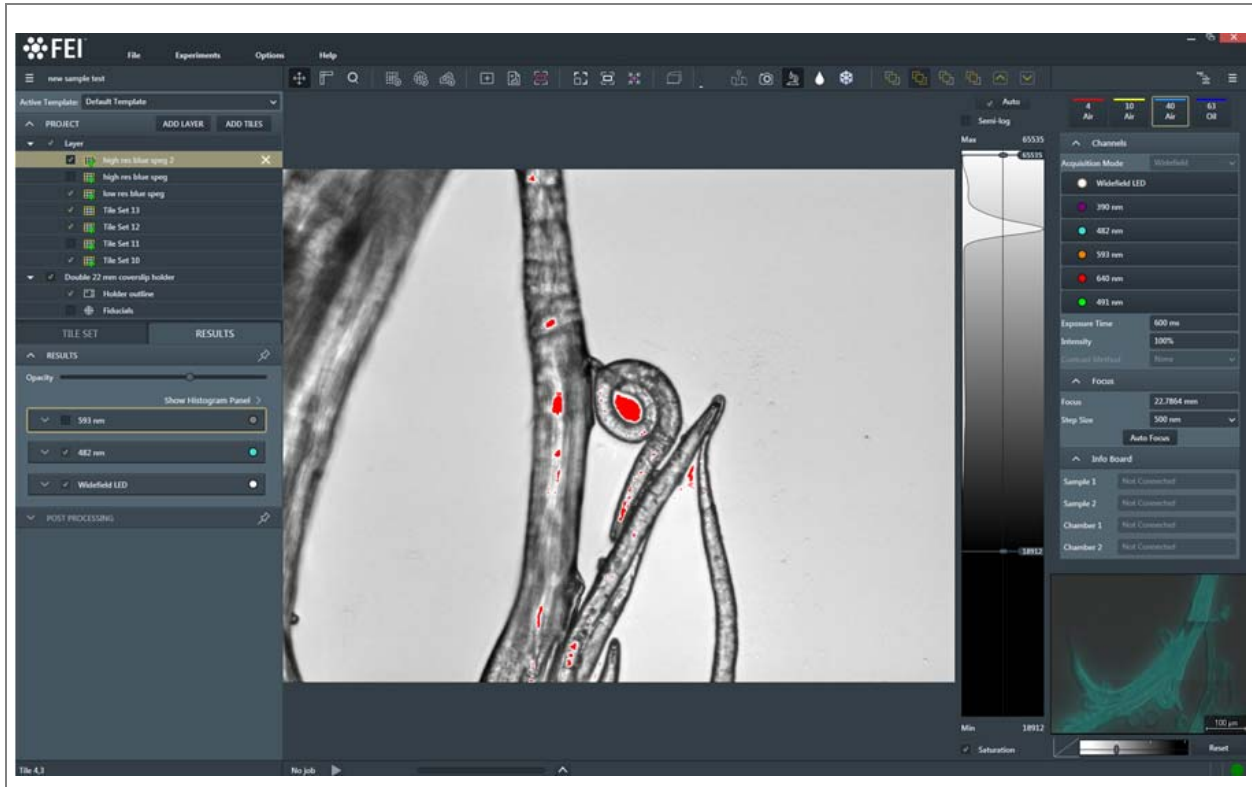 FEI File Experiments Options Help
new sample test
Active Template: Default Template
PROJECT ADD LAYER ADD TILES
Layer
high res blue speg 2
high res blue speg
low res blue speg
Tile Set 13
Tile Set 12
Tile Set 11
Tile Set 10
Double 22 mm coverslip holder
Holder outline
Fiducials
TILE SET RESULTS
RESULTS
Opacity
Show Histogram Panel
593 nm
482 nm
Widefield LED
POST PROCESSING
Tile 4,3
No job
Auto
Semi-log
Max 65535
65535
18912
Min 18912
Saturation
4 Air 10 Air 40 Air 63 Oil
Channels
Acquisition Mode Widefield
Widefield LED
390 nm
482 nm
593 nm
640 nm
491 nm
Exposure Time 600 ms
Intensity 100%
Contrast Method None
Focus
Focus 22.7864 mm
Step Size 500 nm
Auto Focus
Info Board
Sample 1 Not Connected
Sample 2 Not Connected
Chamber 1 Not Connected
Chamber 2 Not Connected
100 µm
Reset